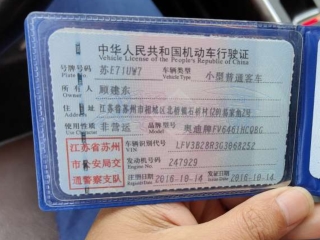 中华人民共和国机动车行驶证
Vehicle License of the People's Republic of China
号牌号码 苏E71UW7 车辆类型 小型普通客车
Plate No. Vehicle Type
所有人 顾德东
Owner
住址 江苏省苏州市相城区北桥镇石桥村
Address
使用性质 非营运 品牌型号 奥迪牌FV6461HCQBG
江苏省苏州市公安局交通警察支队
车辆识别代号 LFV3B28R3G3068252
VIN
发动机号码 247929
Engine No.
注册日期 2016-10-14 发证日期 2016-10-14
Register Date Issue Date